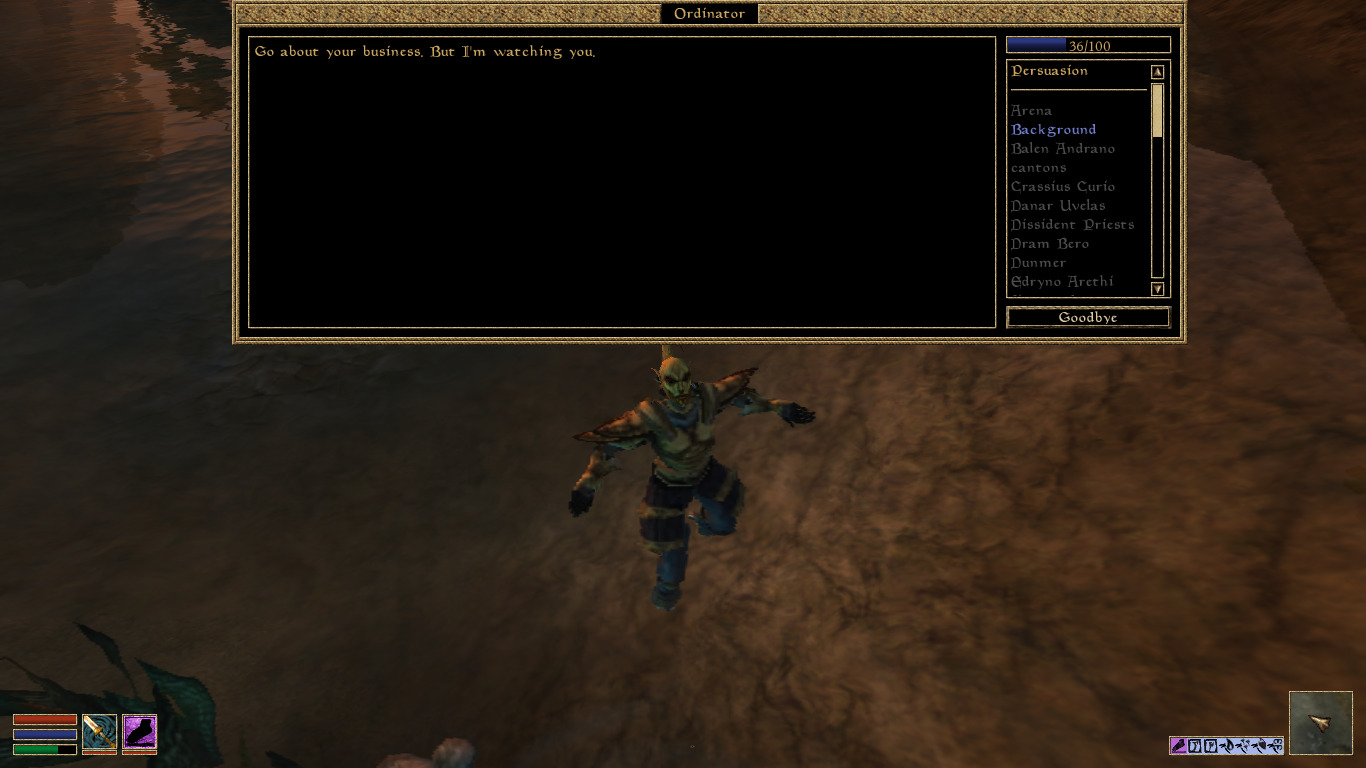 Ordinator
Go about your business. But I'm watching you.
36/100
Persuasion
Arena
Background
Balen Andrano
cantons
Crassius Curio
Danar Uvelas
Dissident Priests
Dram Bero
Dunmer
Edryno Arethi
Goodbye